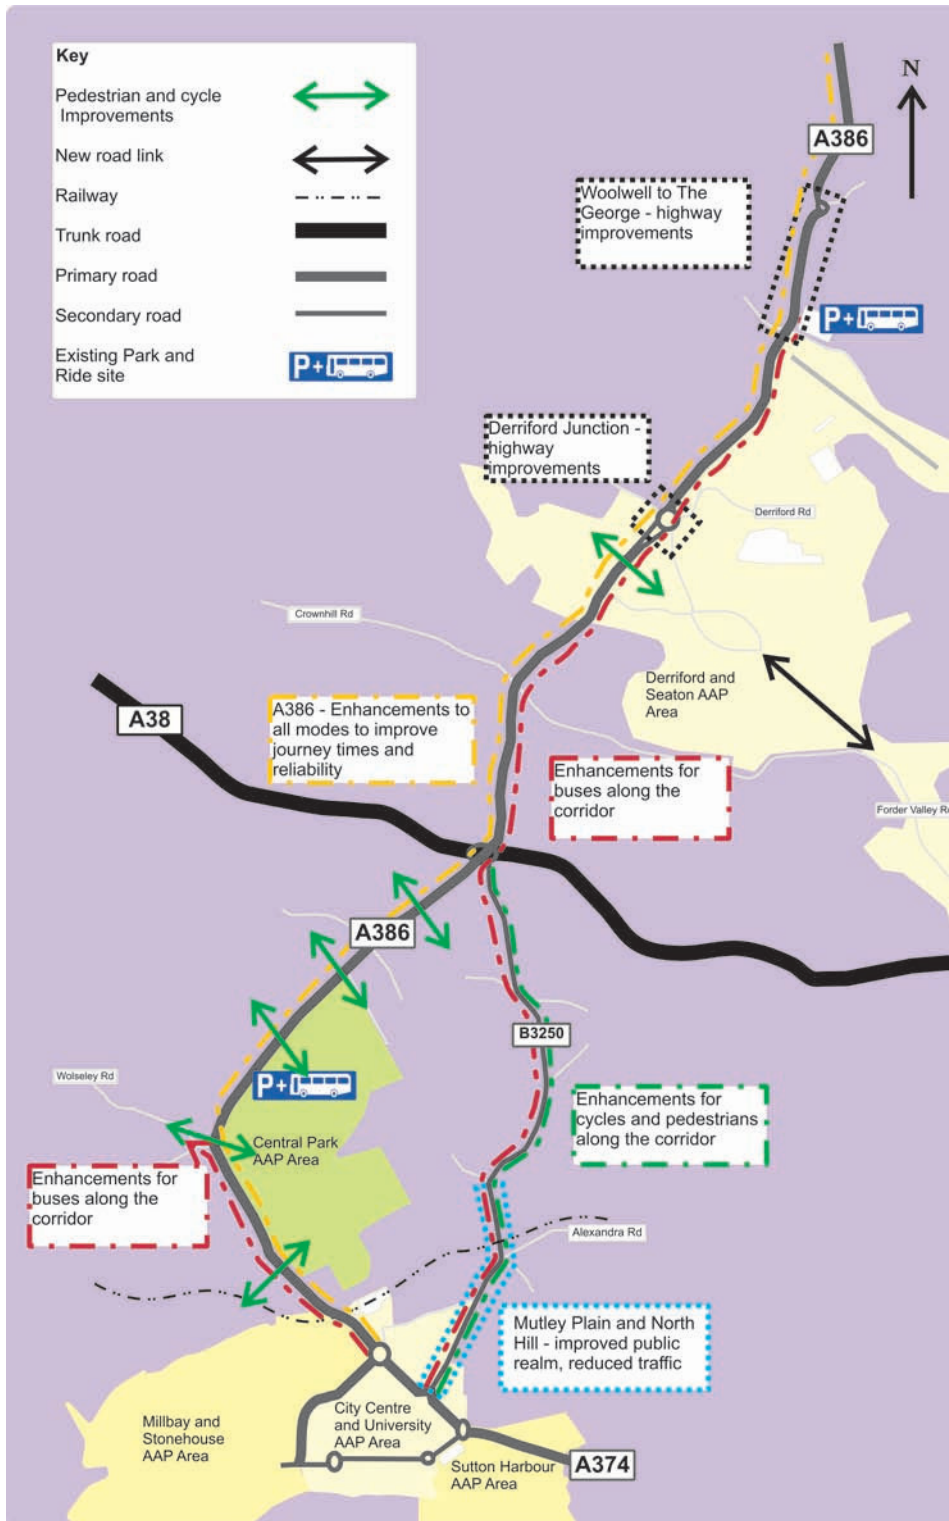 Key
Pedestrian and cycle
Improvements
New road link
Railway
Trunk road
Primary road
Secondary road
Existing Park and
Ride site
P+
N
A386
Woolwell to The
George - highway
improvements
P+
Derriford Junction -
highway
improvements
Derriford Rd
Crownhill Rd
Derriford and
Seaton AAP
Area
A38
A386 - Enhancements to
all modes to improve
journey times and
reliability
Enhancements for
buses along the
corridor
Forder Valley Rd
A386
B3250
Wolseley Rd
P+
Enhancements for
cycles and pedestrians
along the corridor
Central Park
AAP Area
Enhancements for
buses along the
corridor
Alexandra Rd
Mutley Plain and North
Hill - improved public
realm, reduced traffic
City Centre
and University
AAP Area
Millbay and
Stonehouse
AAP Area
Sutton Harbour
AAP Area
A374